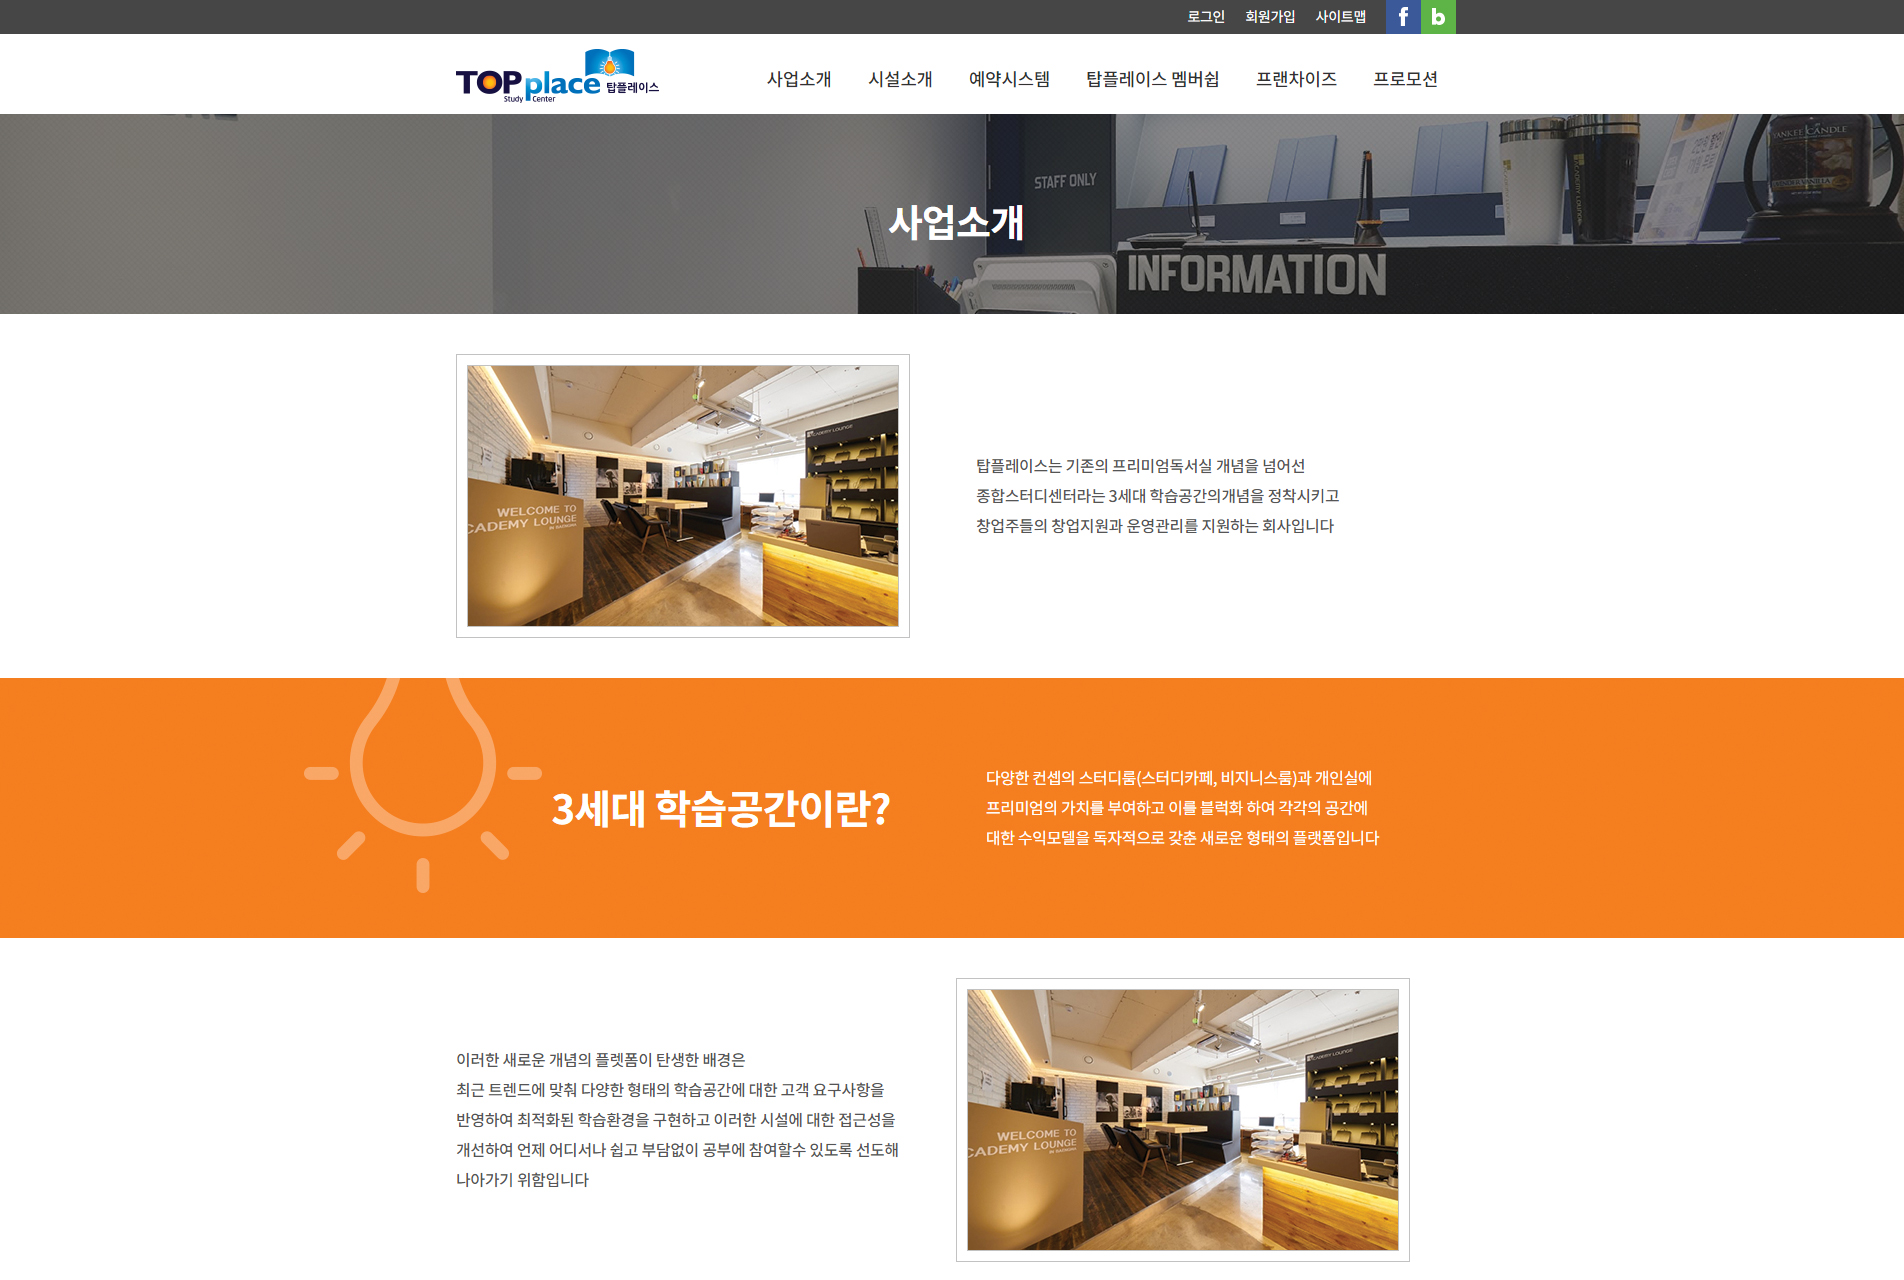 로그인 회원가입 사이트맵 f b
TOP place 탑플레이스
Study Center
사업소개 시설소개 예약시스템 탑플레이스 멤버쉽 프랜차이즈 프로모션
YANKEE CANDLE
STAFF ONLY
사업소개
INFORMATION
ACADEMY LOUNGE
WELCOME TO
CADEMY LOUNGE
탑플레이스는 기존의 프리미엄독서실 개념을 넘어선
종합스터디센터라는 3세대 학습공간의개념을 정착시키고
창업주들의 창업지원과 운영관리를 지원하는 회사입니다
3세대 학습공간이란?
다양한 컨셉의 스터디룸(스터디카페, 비지니스룸)과 개인실에
프리미엄의 가치를 부여하고 이를 블럭화 하여 각각의 공간에
대한 수익모델을 독자적으로 갖춘 새로운 형태의 플랫폼입니다
이러한 새로운 개념의 플렛폼이 탄생한 배경은
최근 트렌드에 맞춰 다양한 형태의 학습공간에 대한 고객 요구사항을
반영하여 최적화된 학습환경을 구현하고 이러한 시설에 대한 접근성을
개선하여 언제 어디서나 쉽고 부담없이 공부에 참여할수 있도록 선도해
나아가기 위함입니다
ACADEMY LOUNGE
WELCOME TO
CADEMY LOUNGE